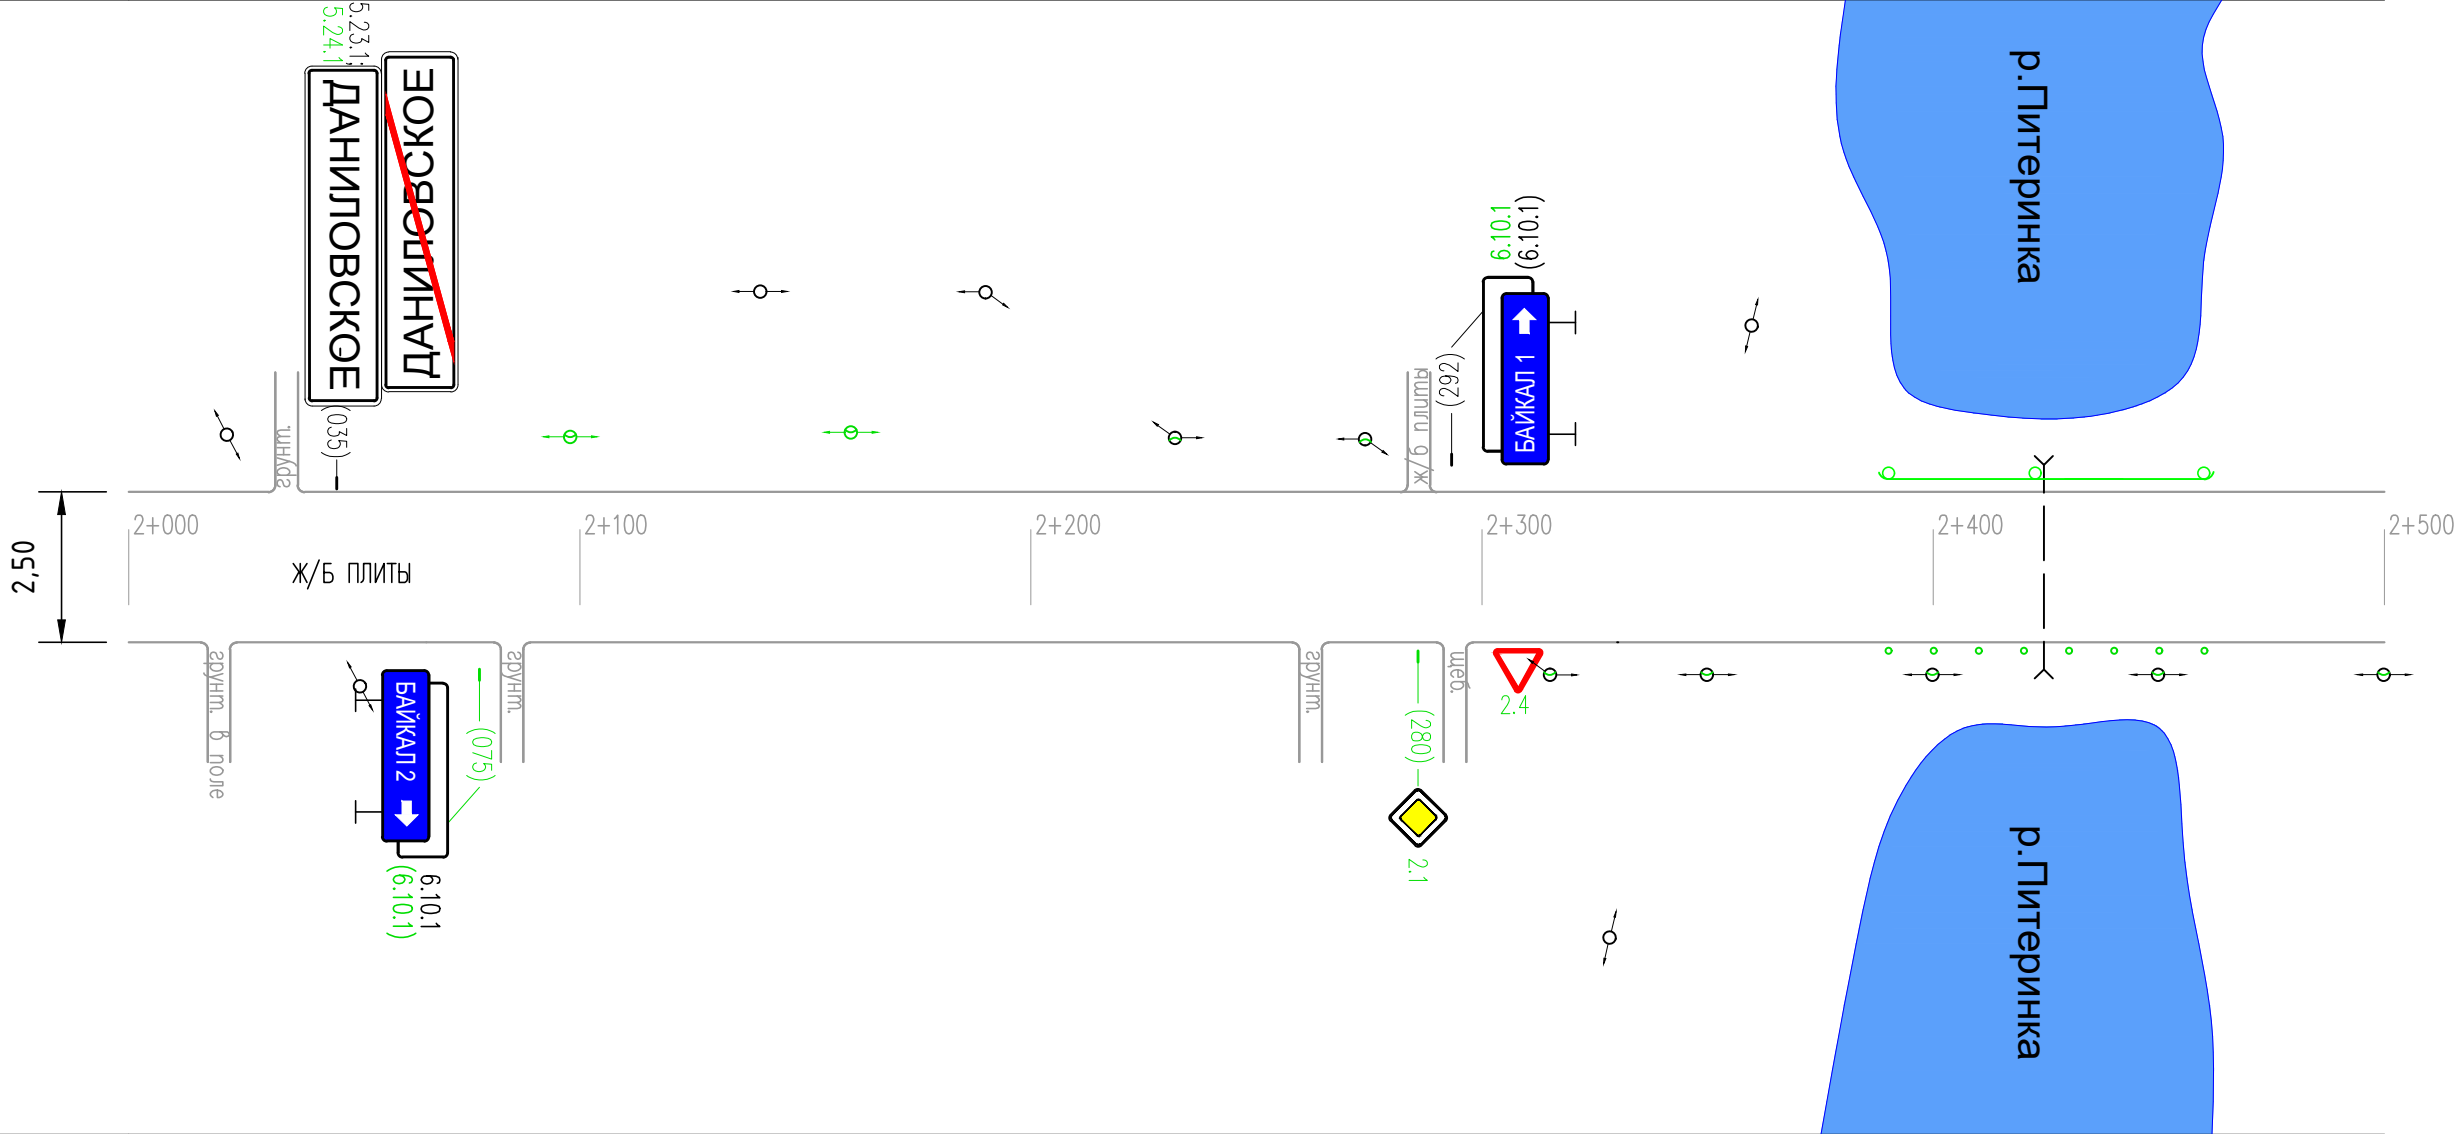 5.23.1;
5.24.1
ДАНИЛОВСКОЕ
ДАНИЛОВСКОЕ
(035)
грунт.
6.10.1
(6.10.1)
БАЙКАЛ 1
(292)
ж/б плиты
р.Питеринка
2+000
2+100
2+200
2+300
2+400
2+500
2,50
Ж/Б ПЛИТЫ
грунт. в поле
БАЙКАЛ 2
(075)
грунт.
6.10.1
(6.10.1)
грунт.
(280)
2.1
щеб.
2.4
р.Питеринка